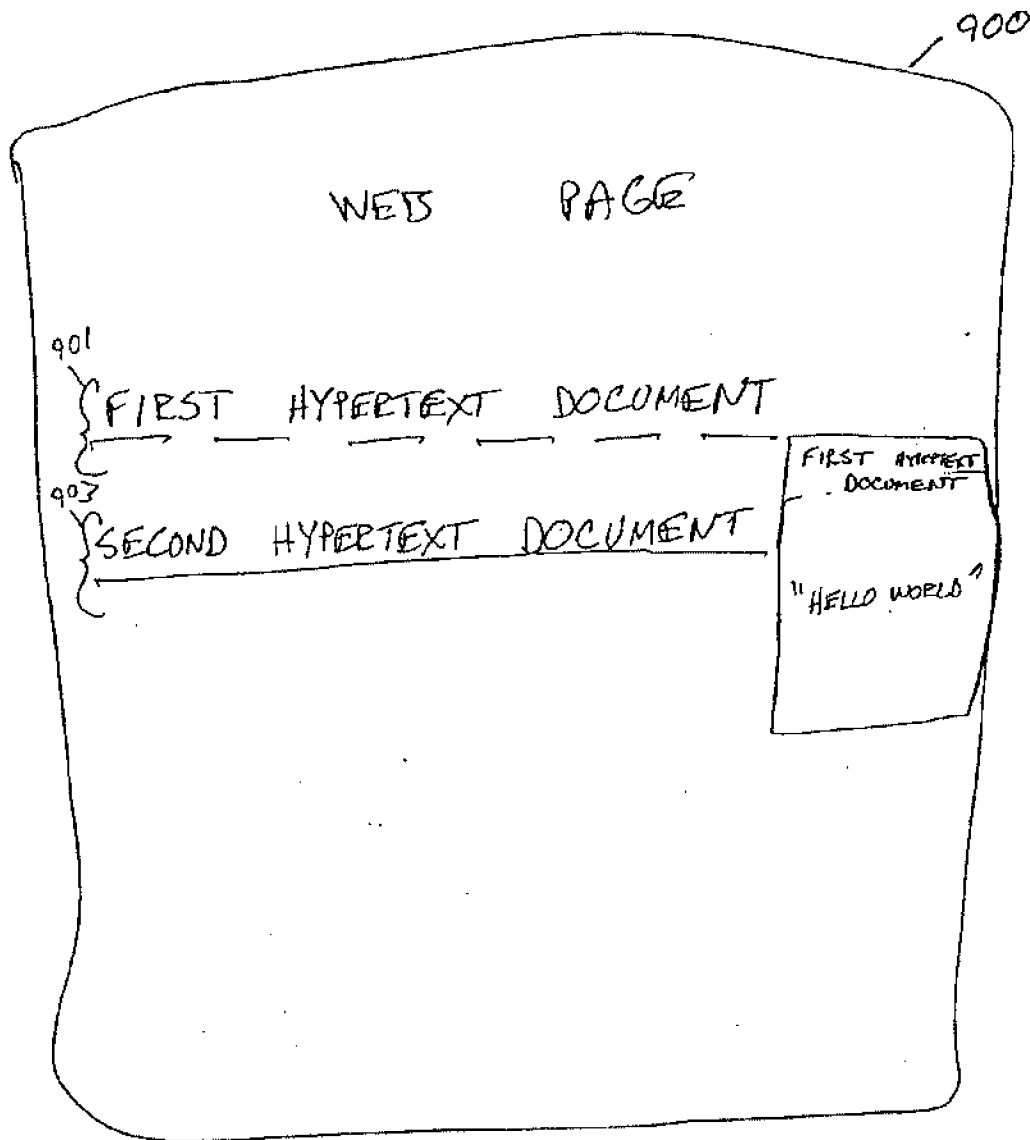 900
WEB PAGE
901
FIRST HYPERTEXT DOCUMENT
903
SECOND HYPERTEXT DOCUMENT
FIRST HYPERTEXT
DOCUMENT
"HELLO WORLD"